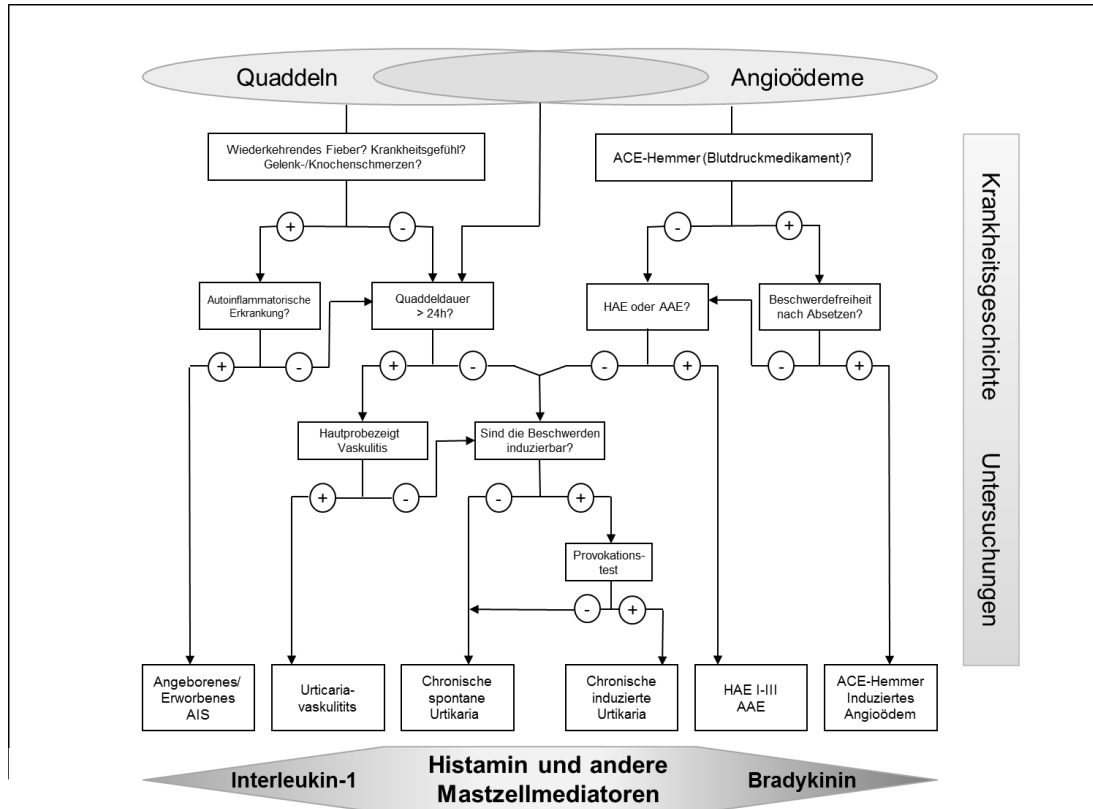 Quaddeln
Angioödeme
Wiederkehrendes Fieber? Krankheitsgefühl?
Gelenk-/Knochenschmerzen?
ACE-Hemmer (Blutdruckmedikament)?
+
-
-
+
Autoinflammatorische
Erkrankung?
Quaddeldauer
> 24h?
HAE oder AAE?
Beschwerdefreiheit
nach Absetzen?
+
-
+
-
-
+
-
+
Hautprobezeigt
Vaskulitis
Sind die Beschwerden
induzierbar?
+
-
-
+
Provokations-
test
-
+
Angeborenes/
Erworbenes
AIS
Urticaria-
vaskulitits
Chronische
spontane
Urtikaria
Chronische
induzierte
Urtikaria
HAE I-III
AAE
ACE-Hemmer
Induziertes
Angioödem
Interleukin-1
Histamin und andere
Mastzellmediatoren
Bradykinin
Krankheitsgeschichte
Untersuchungen